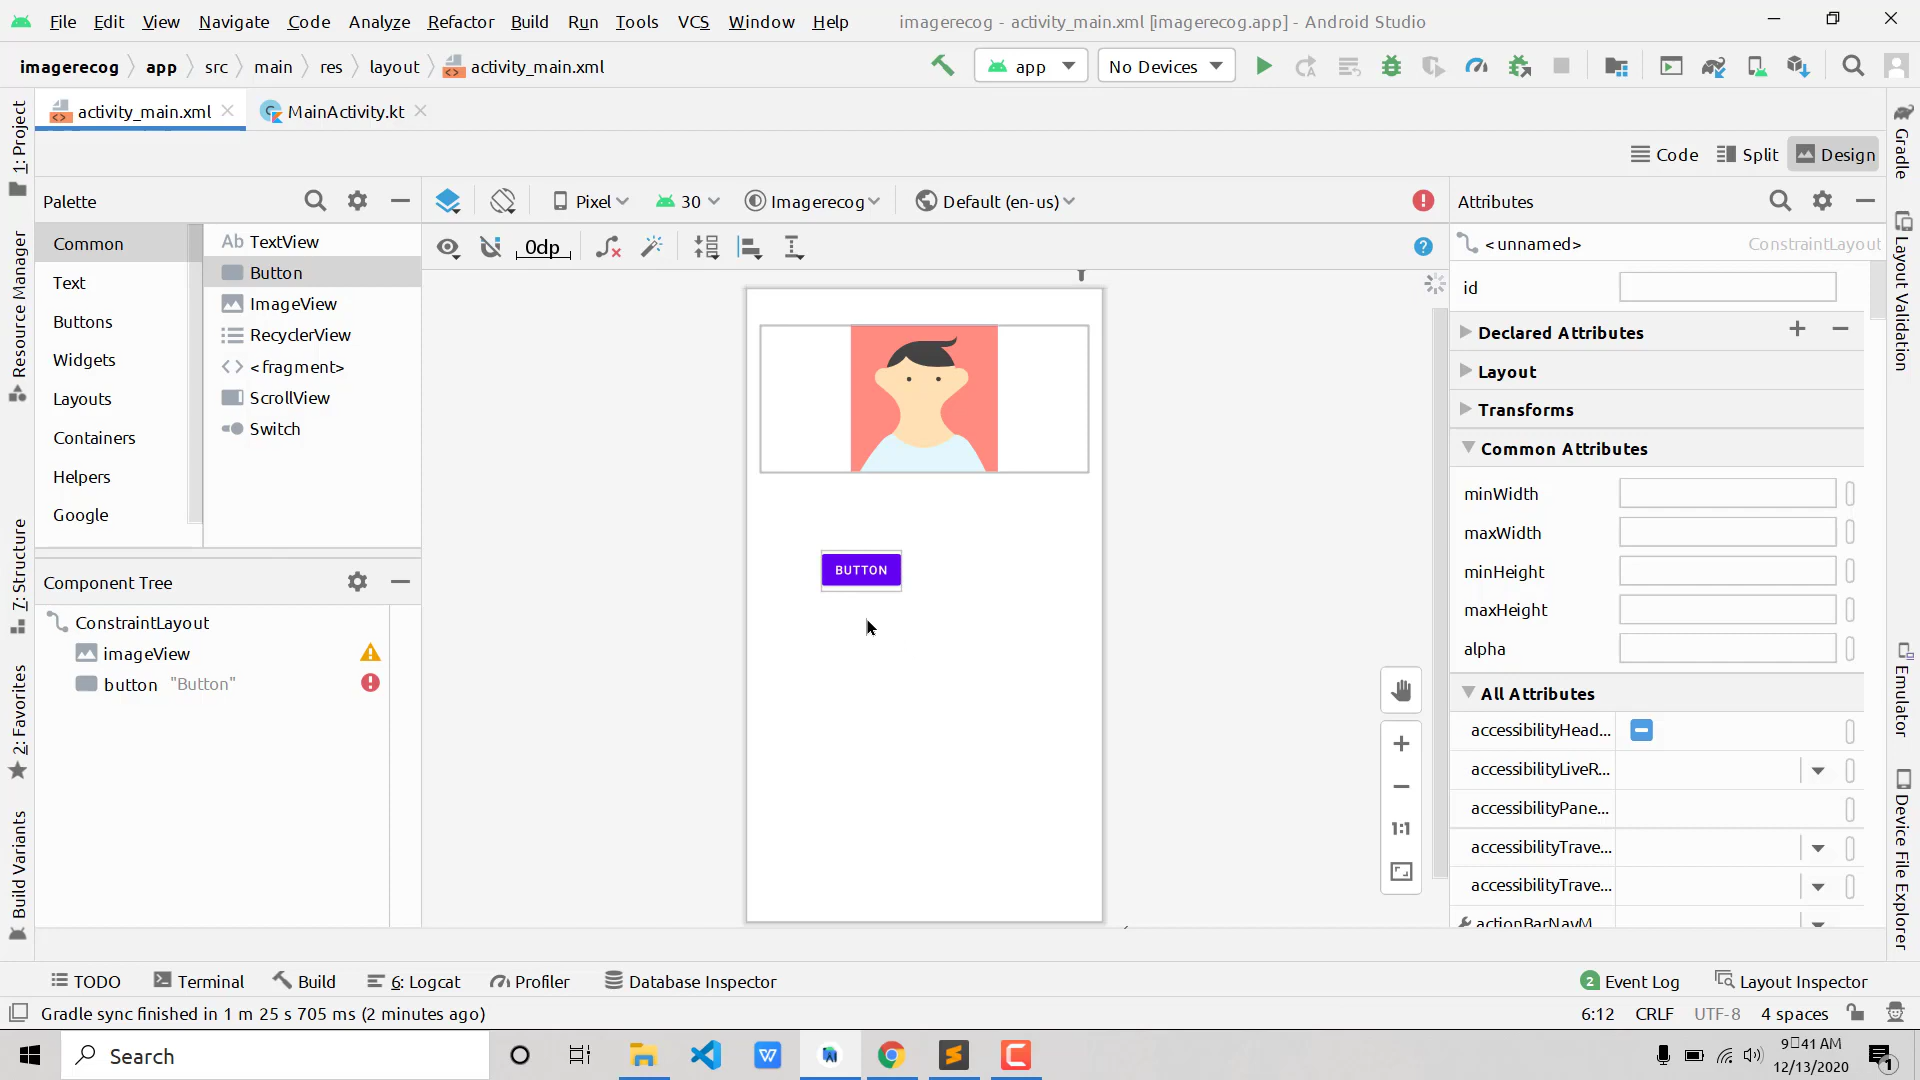 File Edit View Navigate Code Analyze Refactor Build Run Tools VCS Window Help imagerecog - activity_main.xml [imagerecog.app] - Android Studio
imagerecog app src main res layout activity_main.xml app No Devices
activity_main.xml MainActivity.kt
Code Split Design
Palette Pixel 30 Imagerecog Default (en-us) Attributes
0dp <unnamed> ConstraintLayout
Common
Text
Buttons
Widgets
Layouts
Containers
Helpers
Google
Ab TextView
Button
ImageView
RecyclerView
<fragment>
ScrollView
Switch
Component Tree
ConstraintLayout
imageView
button "Button"
BUTTON
1:1
id
Declared Attributes
Layout
Transforms
Common Attributes
minWidth
maxWidth
minHeight
maxHeight
alpha
All Attributes
accessibilityHead...
accessibilityLiveR...
accessibilityPane...
accessibilityTrave...
accessibilityTrave...
actionBarNavM
1: Project
Resource Manager
7: Structure
2: Favorites
Build Variants
Gradle
Layout Validation
Emulator
Device File Explorer
TODO Terminal Build 6: Logcat Profiler Database Inspector 2 Event Log Layout Inspector
Gradle sync finished in 1 m 25 s 705 ms (2 minutes ago) 6:12 CRLF UTF-8 4 spaces
Search
9:41 AM
12/13/2020
1